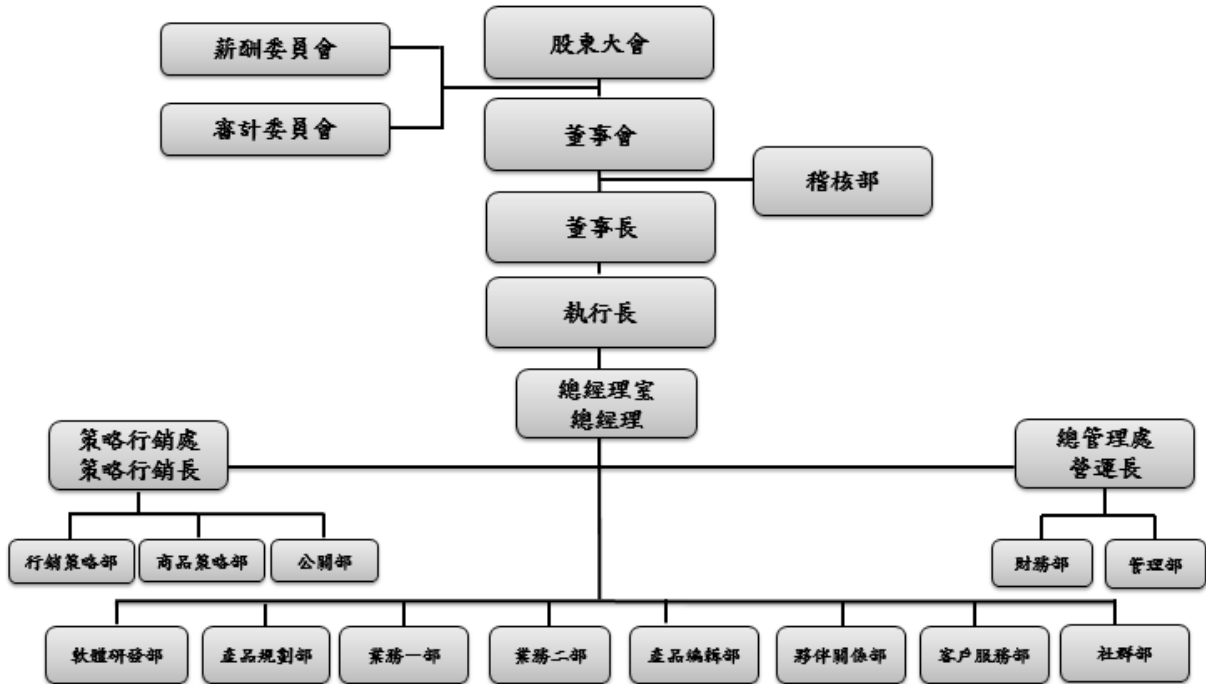 薪酬委員會
股東大會
審計委員會
董事會
稽核部
董事長
執行長
總經理室
總經理
策略行銷處
策略行銷長
總管理處
營運長
行銷策略部
商品策略部
公關部
財務部
管理部
軟體研發部
產品規劃部
業務一部
業務二部
產品編輯部
夥伴關係部
客戶服務部
社群部